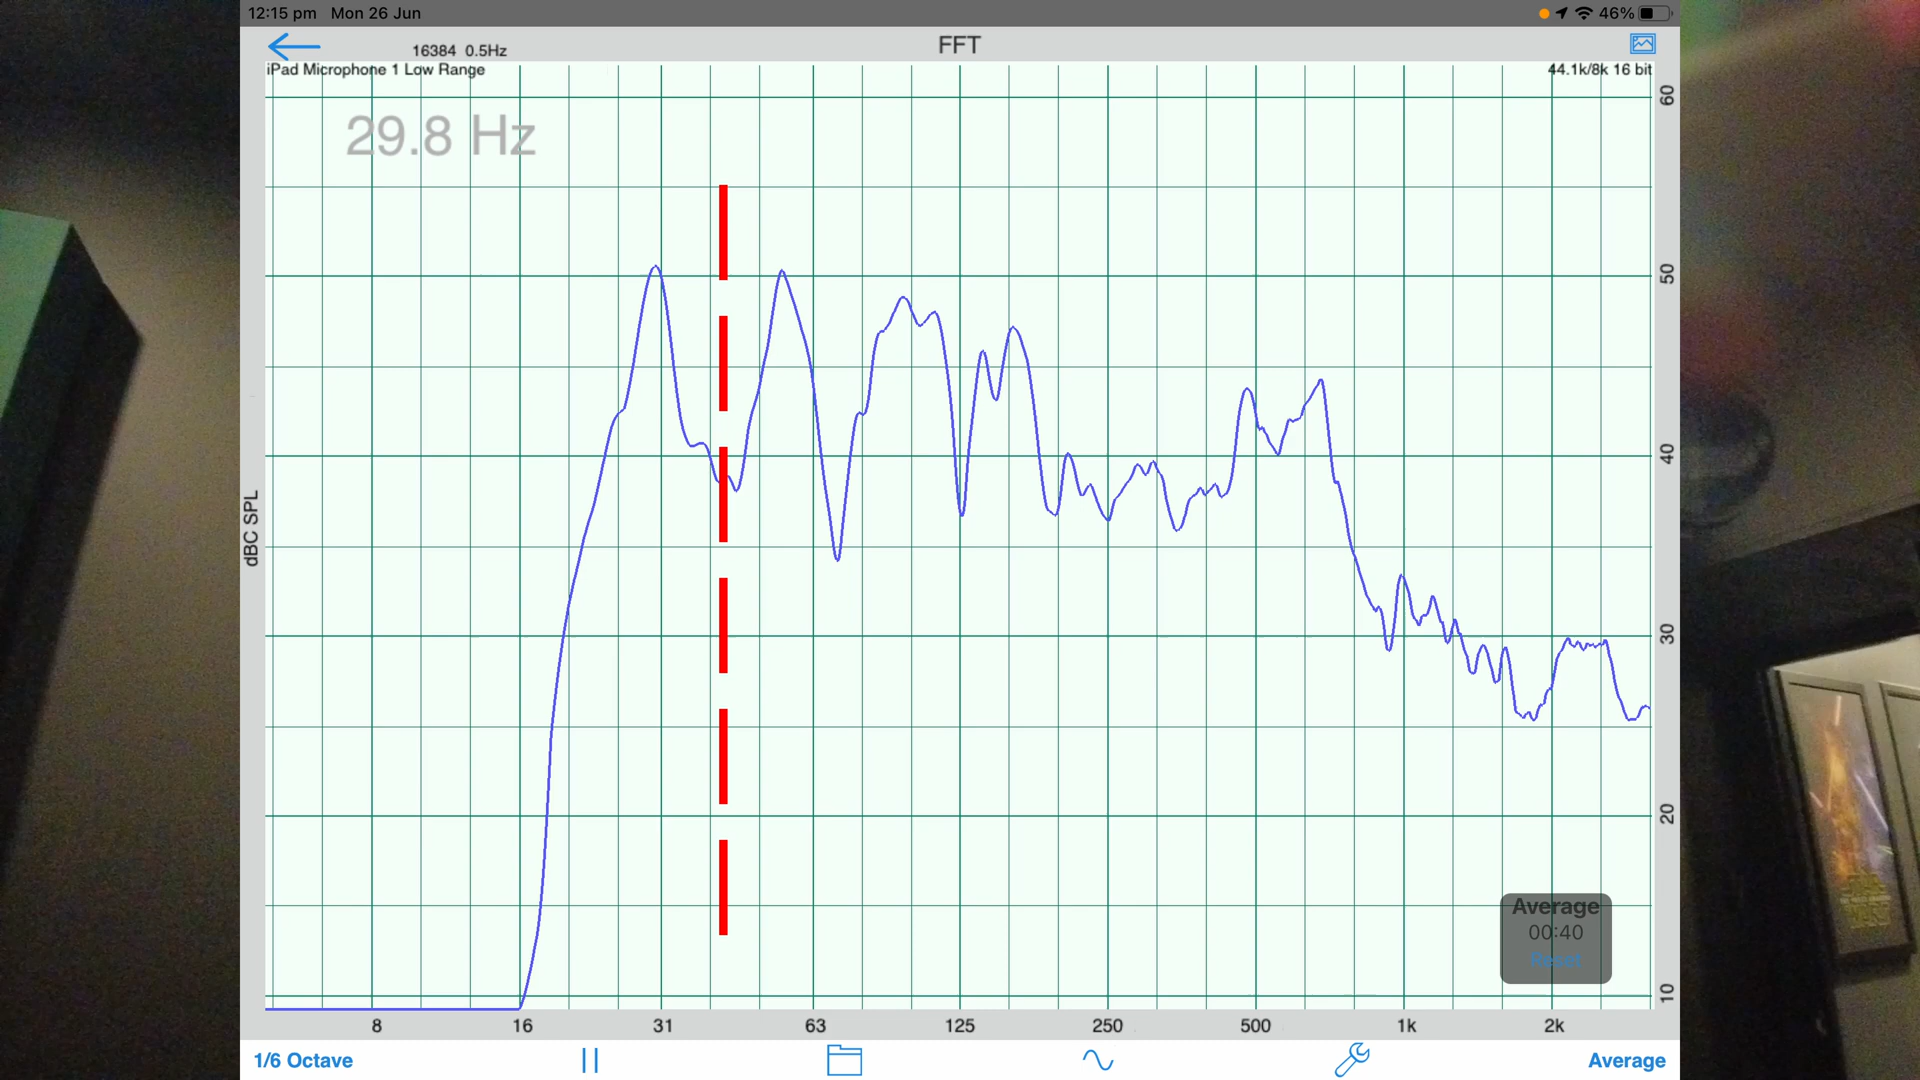 12:15 pm Mon 26 Jun
46%
16384 0.5Hz
FFT
iPad Microphone 1 Low Range
44.1k/8k 16 bit
29.8 Hz
60
50
40
30
20
10
dBC SPL
Average
00:40
Reset
8 16 31 63 125 250 500 1k 2k
1/6 Octave
Average